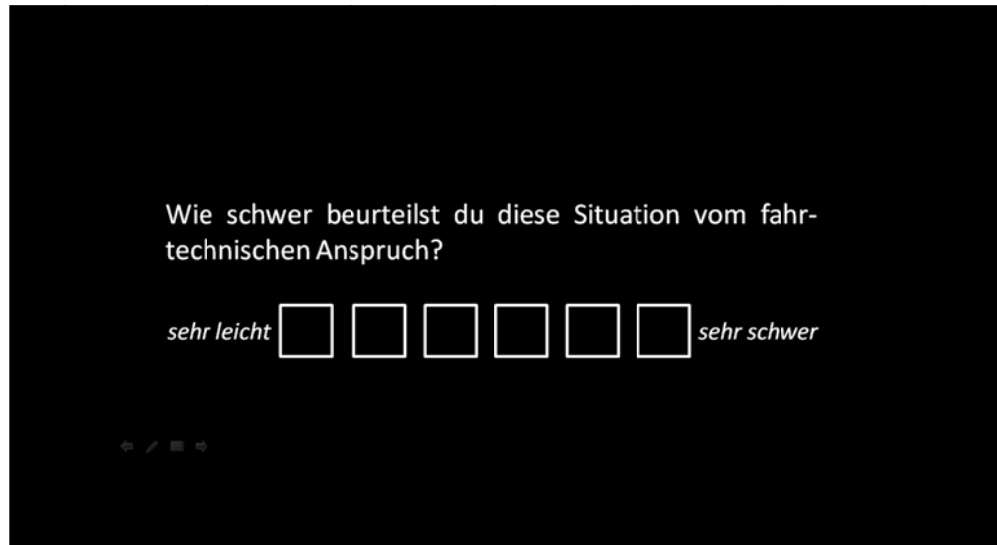 Wie schwer beurteilst du diese Situation vom fahr-
technischen Anspruch?
sehr leicht sehr schwer